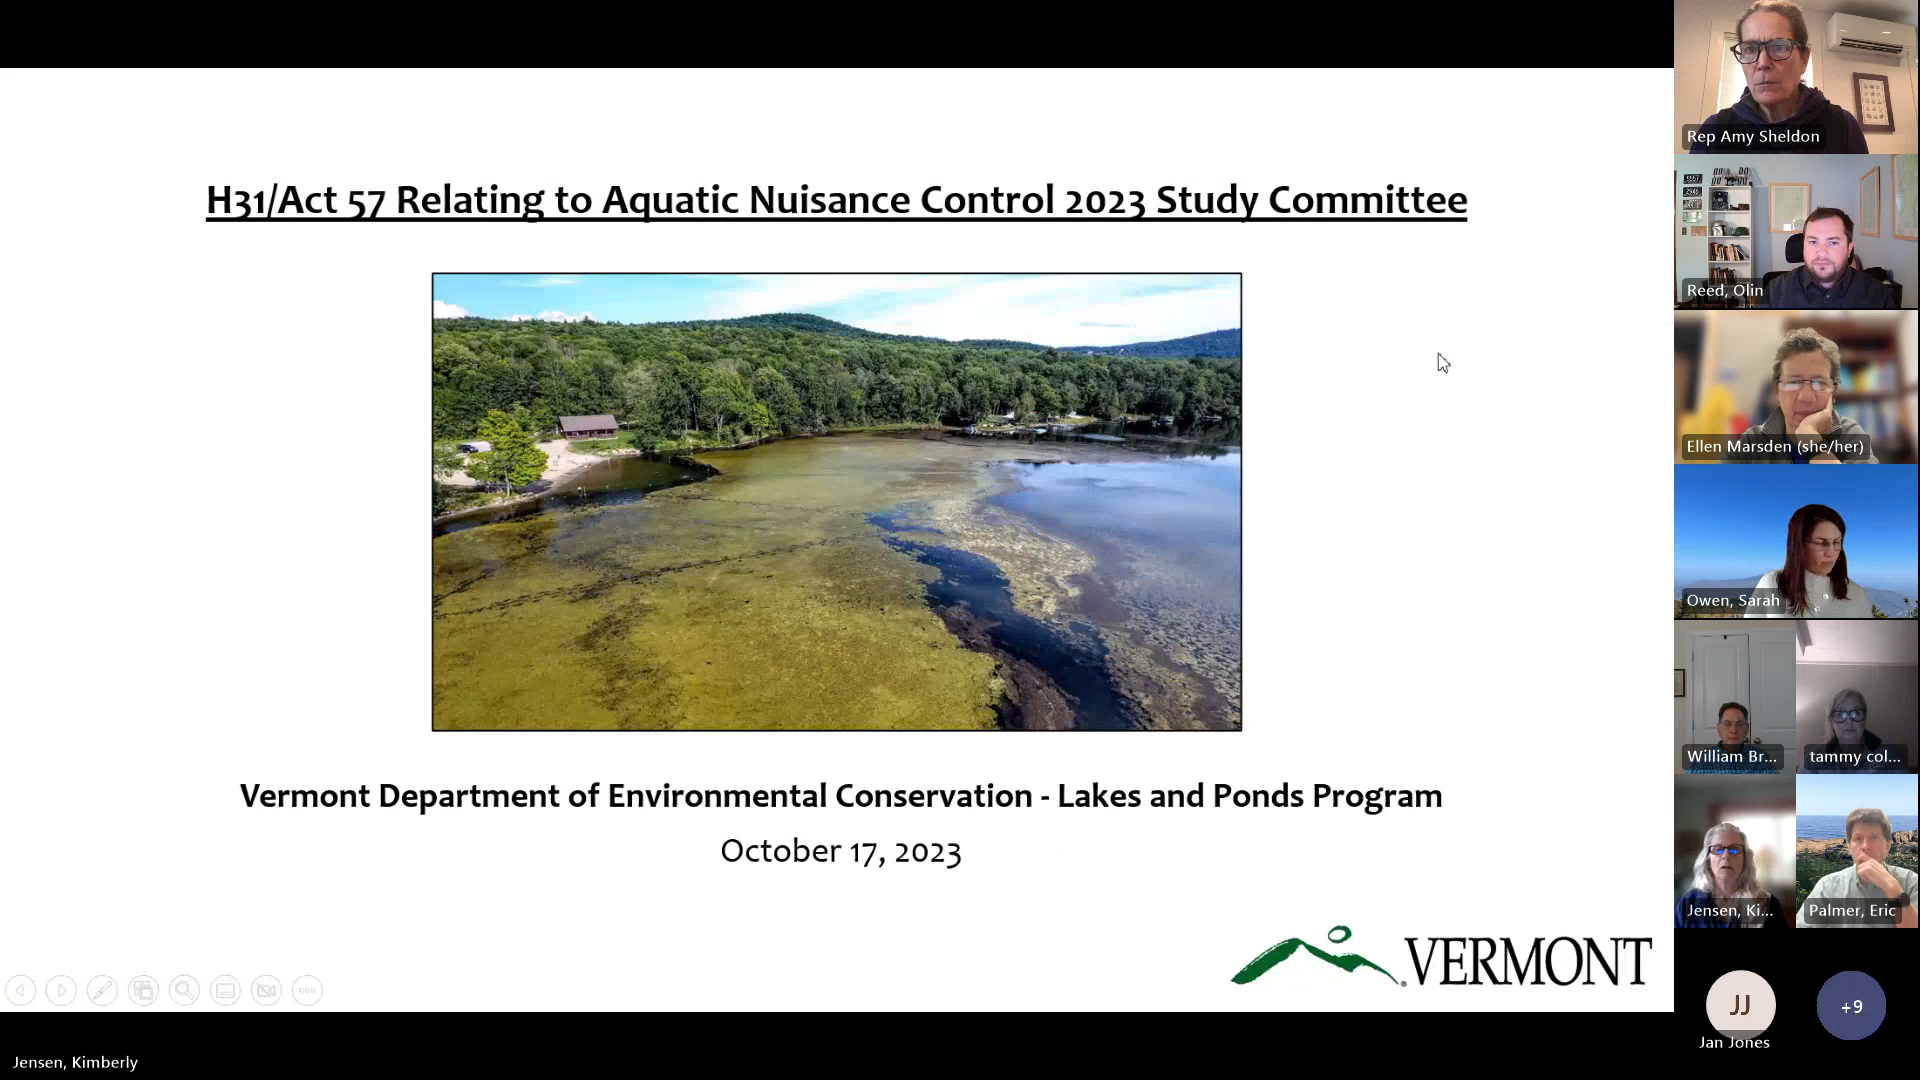 H31/Act 57 Relating to Aquatic Nuisance Control 2023 Study Committee
Vermont Department of Environmental Conservation - Lakes and Ponds Program
October 17, 2023
VERMONT
Jensen, Kimberly
Rep Amy Sheldon
Reed, Olin
Ellen Marsden (she/her)
Owen, Sarah
William Br...
tammy col...
Jensen, Ki...
Palmer, Eric
JJ
+9
Jan Jones